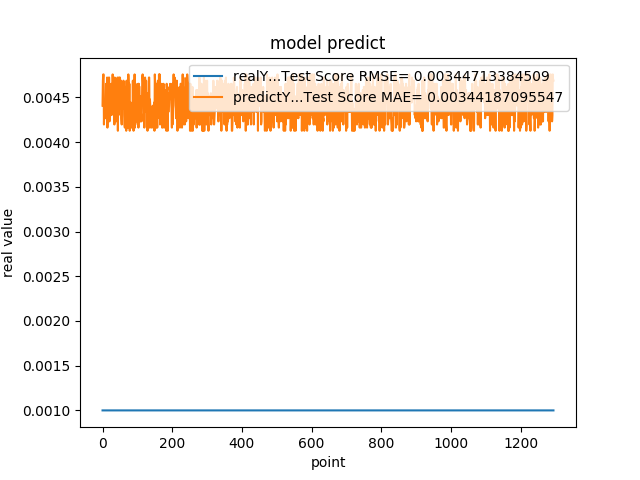 model predict
realY...Test Score RMSE= 0.00344713384509
predictY...Test Score MAE= 0.00344187095547
0.0045
0.0040
0.0035
0.0030
0.0025
0.0020
0.0015
0.0010
real value
0 200 400 600 800 1000 1200
point